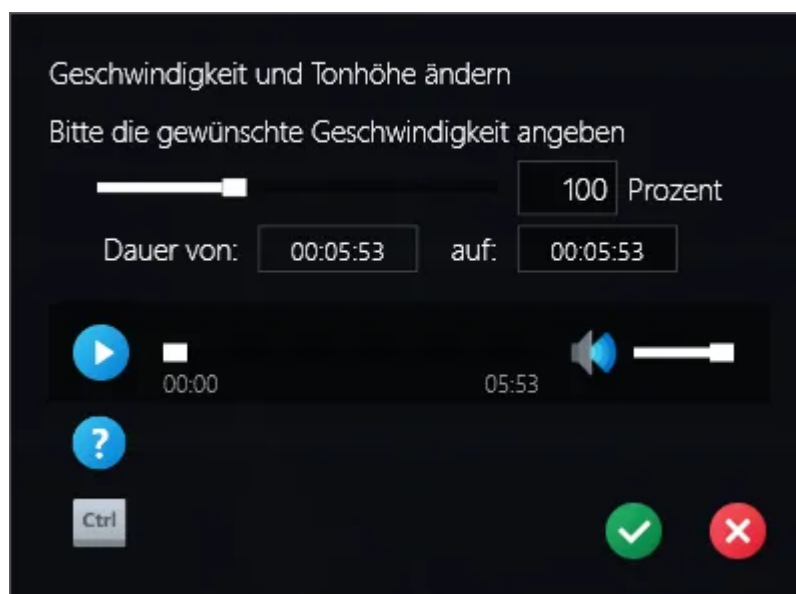 Geschwindigkeit und Tonhöhe ändern
Bitte die gewünschte Geschwindigkeit angeben
100 Prozent
Dauer von: 00:05:53 auf: 00:05:53
00:00 05:53
?
Ctrl